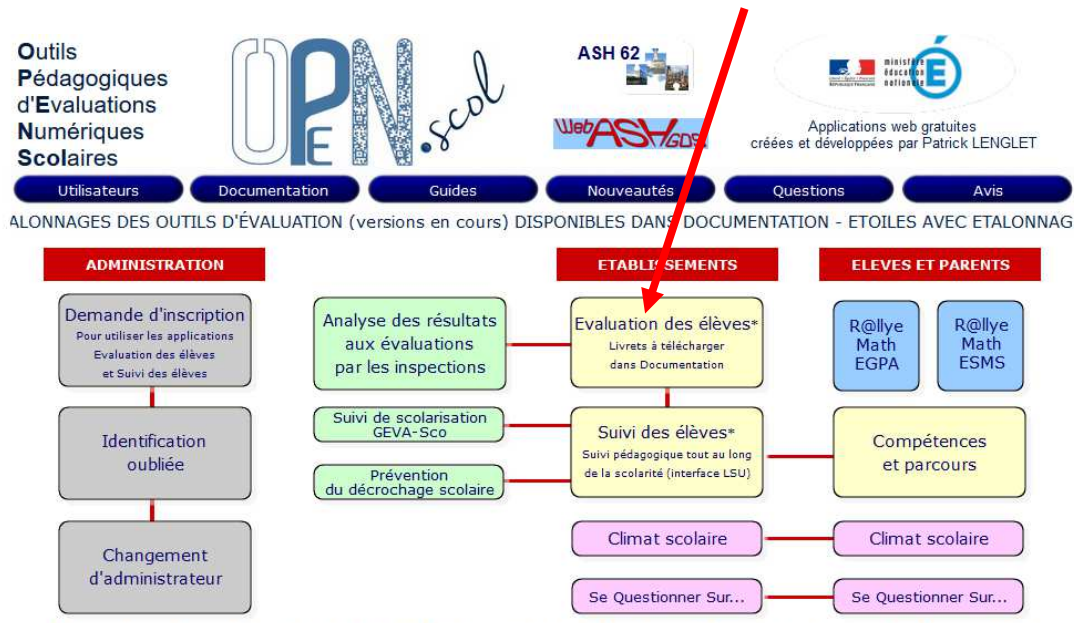 Outils
Pédagogiques
d'Evaluations
Numériques
Scolaires
OPeN.scol
ASH 62
WebASHGDS
ministère
éducation
nationale
RÉPUBLIQUE FRANÇAISE
Applications web gratuites
créées et développées par Patrick LENGLET
Utilisateurs
Documentation
Guides
Nouveautés
Questions
Avis
ALONNAGES DES OUTILS D'ÉVALUATION (versions en cours) DISPONIBLES DANS DOCUMENTATION - ETOILES AVEC ETALONNAG
ADMINISTRATION
Demande d'inscription
Pour utiliser les applications
Evaluation des élèves
et Suivi des élèves
Identification
oubliée
Changement
d'administrateur
Analyse des résultats
aux évaluations
par les inspections
Suivi de scolarisation
GEVA-Sco
Prévention
du décrochage scolaire
ETABLISSEMENTS
Evaluation des élèves*
Livrets à télécharger
dans Documentation
Suivi des élèves*
Suivi pédagogique tout au long
de la scolarité (interface LSU)
Climat scolaire
Se Questionner Sur...
ELEVES ET PARENTS
R@llye
Math
EGPA
R@llye
Math
ESMS
Compétences
et parcours
Climat scolaire
Se Questionner Sur...